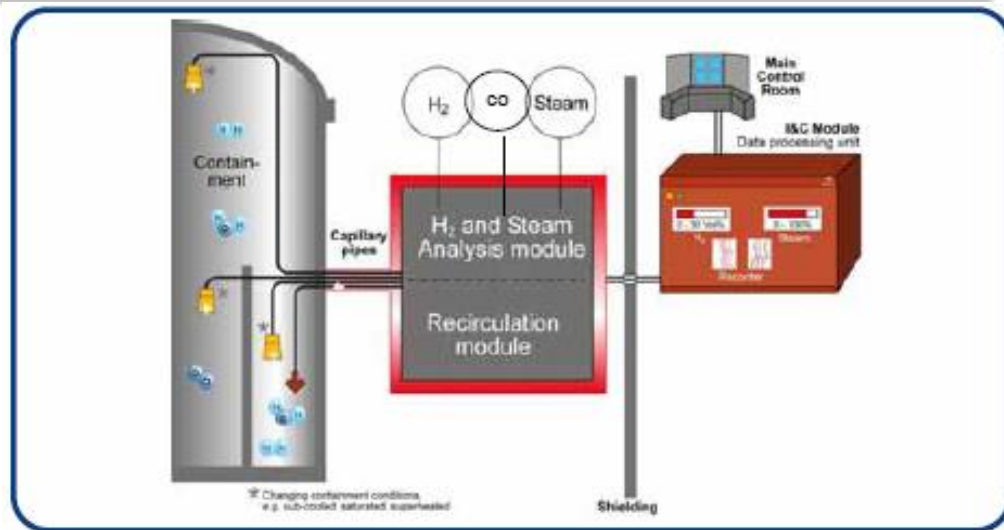 Main
Control
Room
H₂
CO
Steam
I&C Module
Data processing unit
Contain-
ment
Capillary
pipes
H₂ and Steam
Analysis module
Recirculation
module
H₂
Steam
Recorder
* Changing containment conditions,
e.g. sub-cooled saturated superheated
Shielding